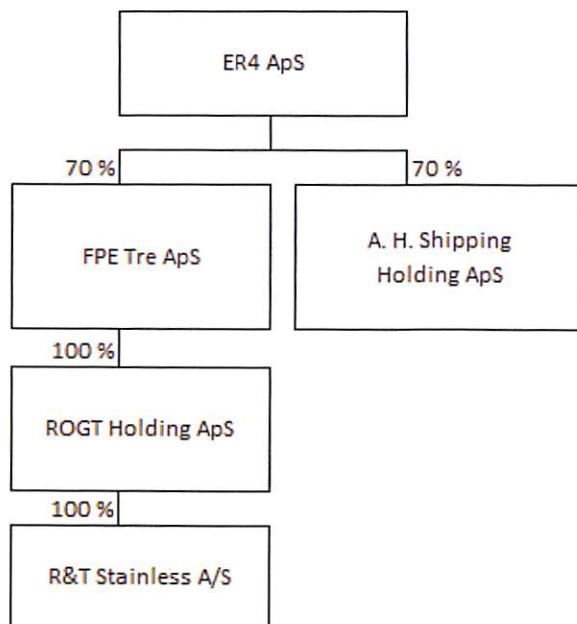 ER4 ApS
70 %
70 %
FPE Tre ApS
A. H. Shipping
Holding ApS
100 %
ROGT Holding ApS
100 %
R&T Stainless A/S